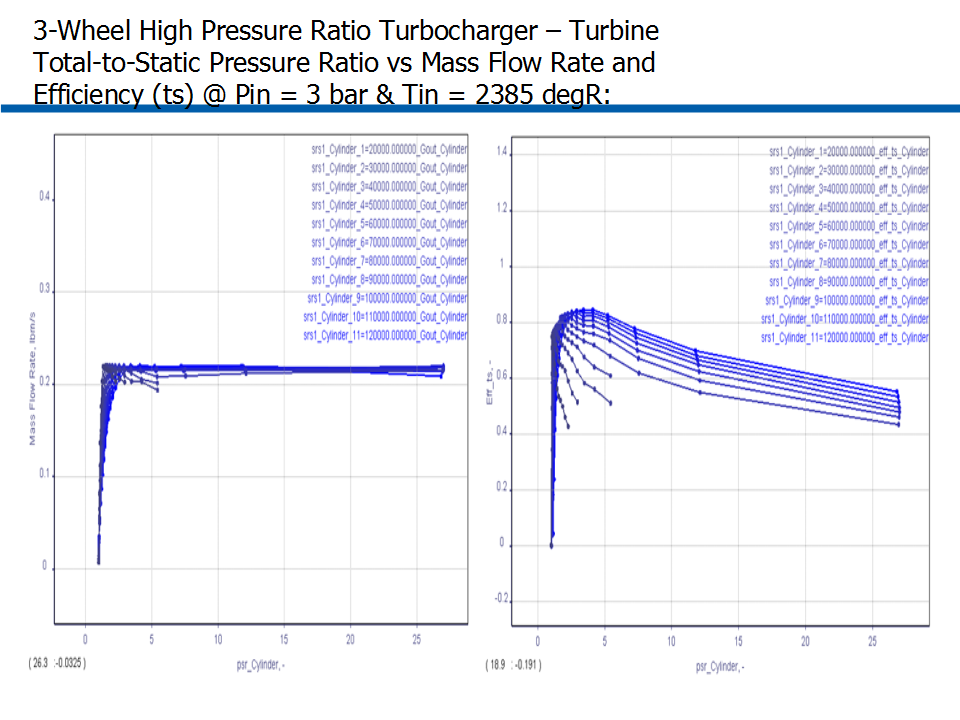 3-Wheel High Pressure Ratio Turbocharger – Turbine
Total-to-Static Pressure Ratio vs Mass Flow Rate and
Efficiency (ts) @ Pin = 3 bar & Tin = 2385 degR:
srs1_Cylinder_1=20000.000000_Gout_Cylinder
srs1_Cylinder_2=30000.000000_Gout_Cylinder
srs1_Cylinder_3=40000.000000_Gout_Cylinder
srs1_Cylinder_4=50000.000000_Gout_Cylinder
srs1_Cylinder_5=60000.000000_Gout_Cylinder
srs1_Cylinder_6=70000.000000_Gout_Cylinder
srs1_Cylinder_7=80000.000000_Gout_Cylinder
srs1_Cylinder_8=90000.000000_Gout_Cylinder
srs1_Cylinder_9=100000.000000_Gout_Cylinder
srs1_Cylinder_10=110000.000000_Gout_Cylinder
srs1_Cylinder_11=120000.000000_Gout_Cylinder
Mass Flow Rate, lbm/s
0.4
0.3
0.2
0.1
0
0 5 10 15 20 25
psr_Cylinder, -
( 26.3 :-0.0325 )
srs1_Cylinder_1=20000.000000_eff_ts_Cylinder
srs1_Cylinder_2=30000.000000_eff_ts_Cylinder
srs1_Cylinder_3=40000.000000_eff_ts_Cylinder
srs1_Cylinder_4=50000.000000_eff_ts_Cylinder
srs1_Cylinder_5=60000.000000_eff_ts_Cylinder
srs1_Cylinder_6=70000.000000_eff_ts_Cylinder
srs1_Cylinder_7=80000.000000_eff_ts_Cylinder
srs1_Cylinder_8=90000.000000_eff_ts_Cylinder
srs1_Cylinder_9=100000.000000_eff_ts_Cylinder
srs1_Cylinder_10=110000.000000_eff_ts_Cylinder
srs1_Cylinder_11=120000.000000_eff_ts_Cylinder
Eff_ts, -
1.4
1.2
1
0.8
0.6
0.4
0.2
0
-0.2
0 5 10 15 20 25
psr_Cylinder, -
( 18.9 : -0.191 )